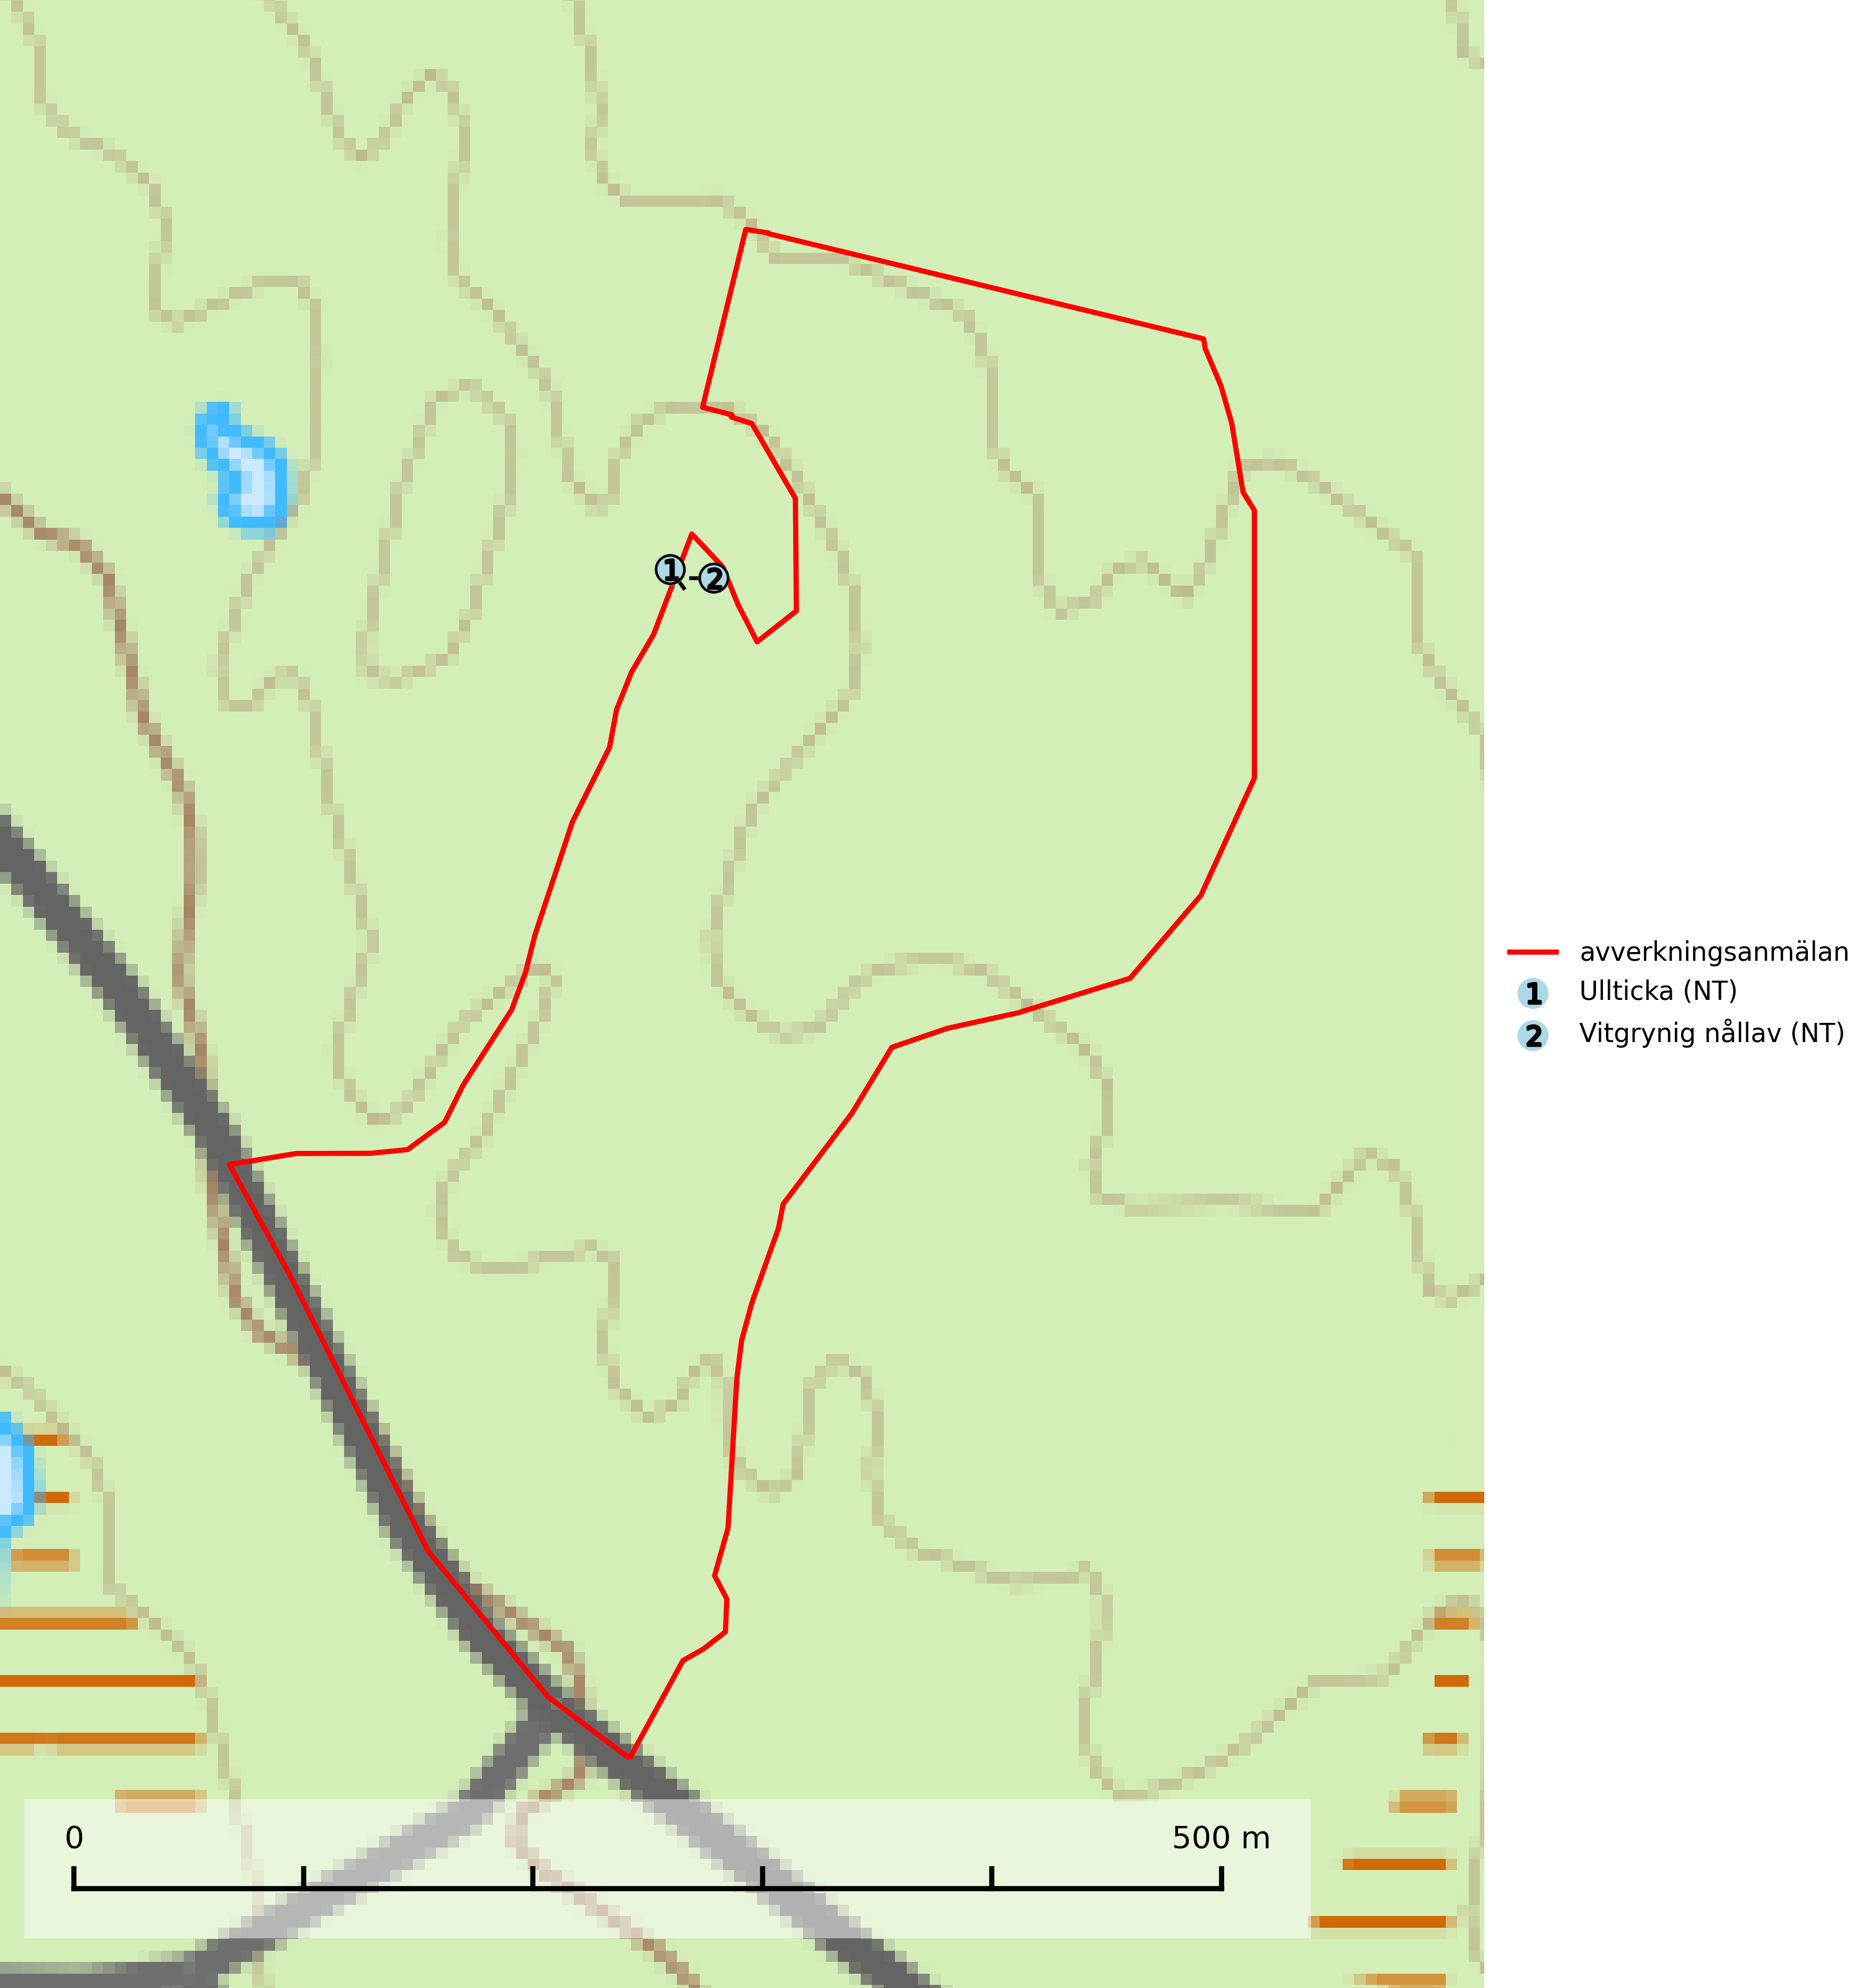 1 2
avverkningsanmälan
1 Ullticka (NT)
2 Vitgrynig nållav (NT)
0 500 m